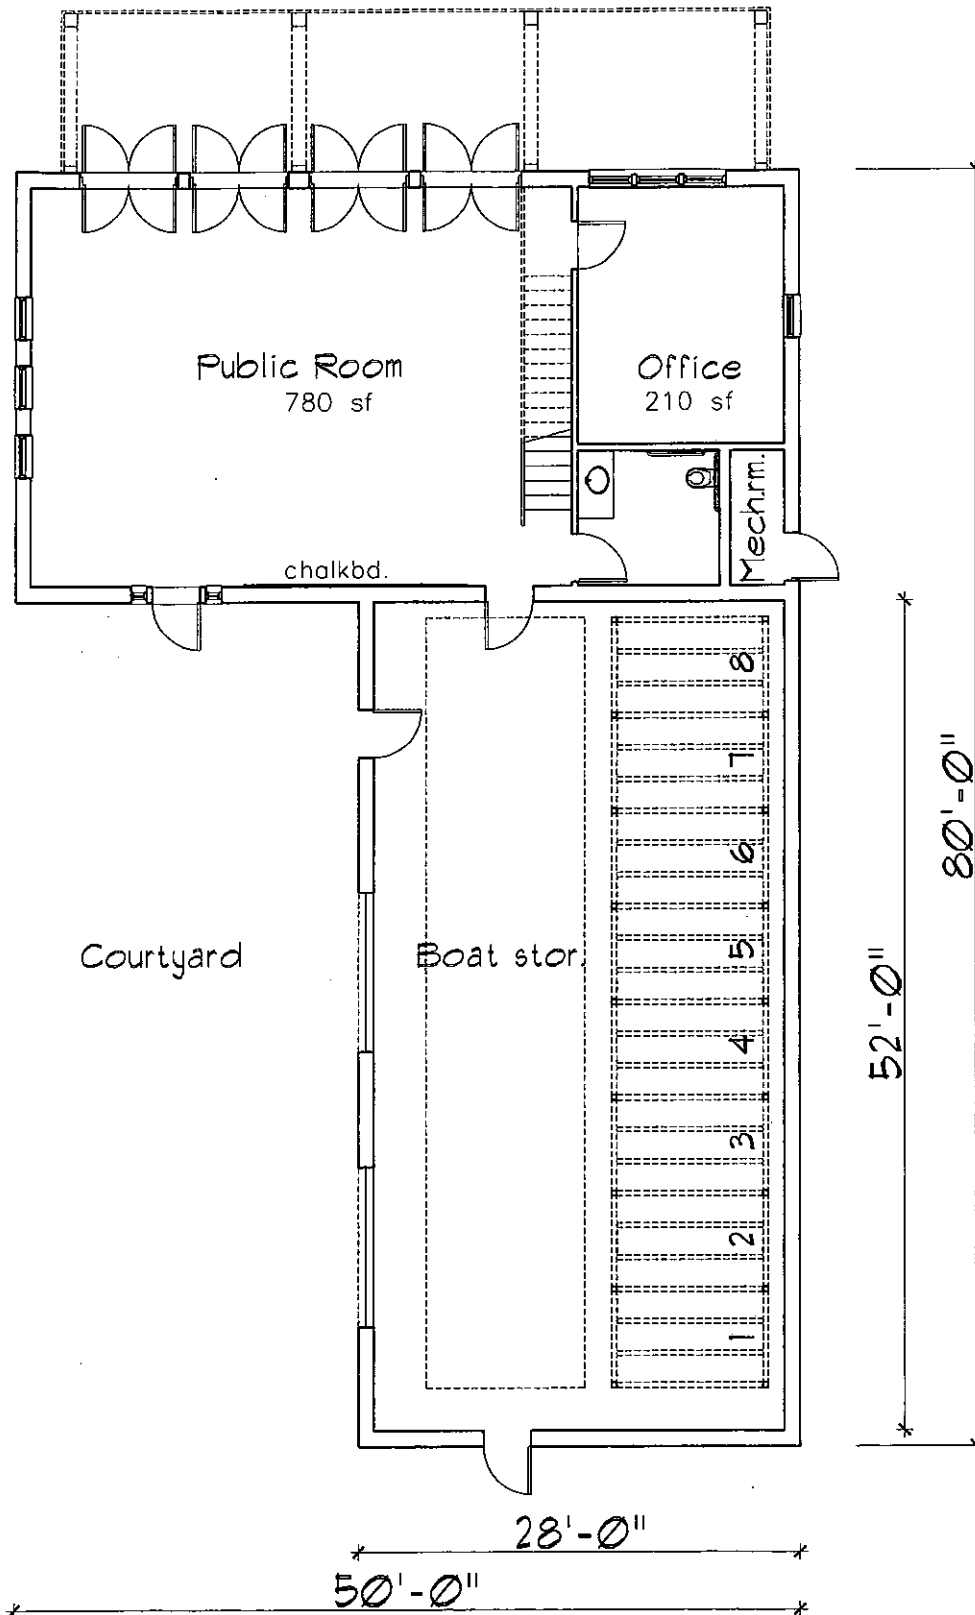 Public Room
780 sf
Office
210 sf
Mech.rm.
chalkbd.
8
7
6
5
4
3
2
1
Courtyard
Boat stor.
52'-0"
80'-0"
28'-0"
50'-0"